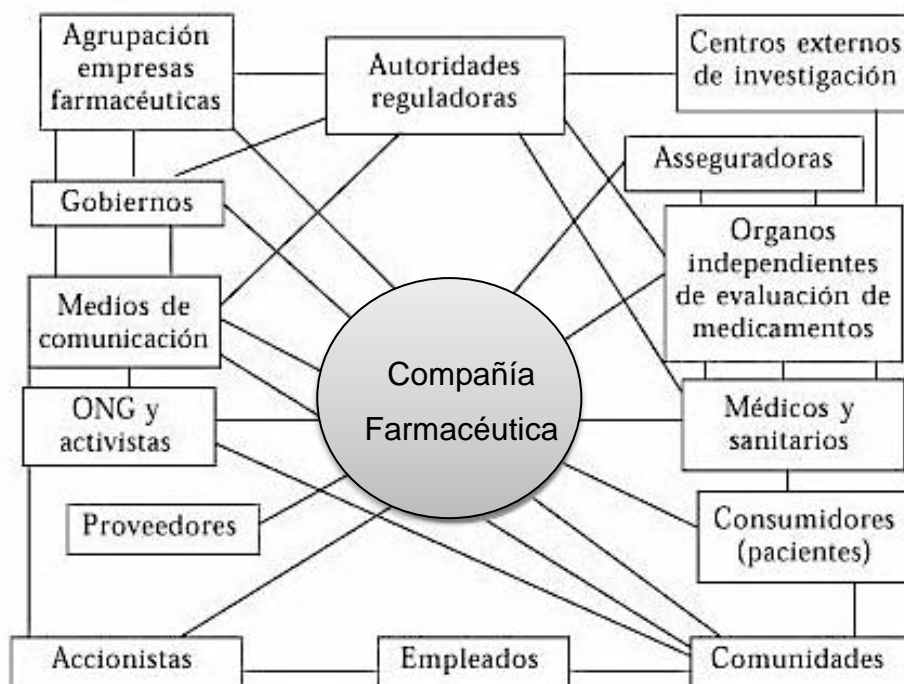 Agrupación
empresas
farmacéuticas
Autoridades
reguladoras
Centros externos
de investigación
Asseguradoras
Gobiernos
Organos
independientes
de evaluación de
medicamentos
Medios de
comunicación
Compañía
Farmacéutica
ONG y
activistas
Médicos y
sanitarios
Proveedores
Consumidores
(pacientes)
Accionistas
Empleados
Comunidades